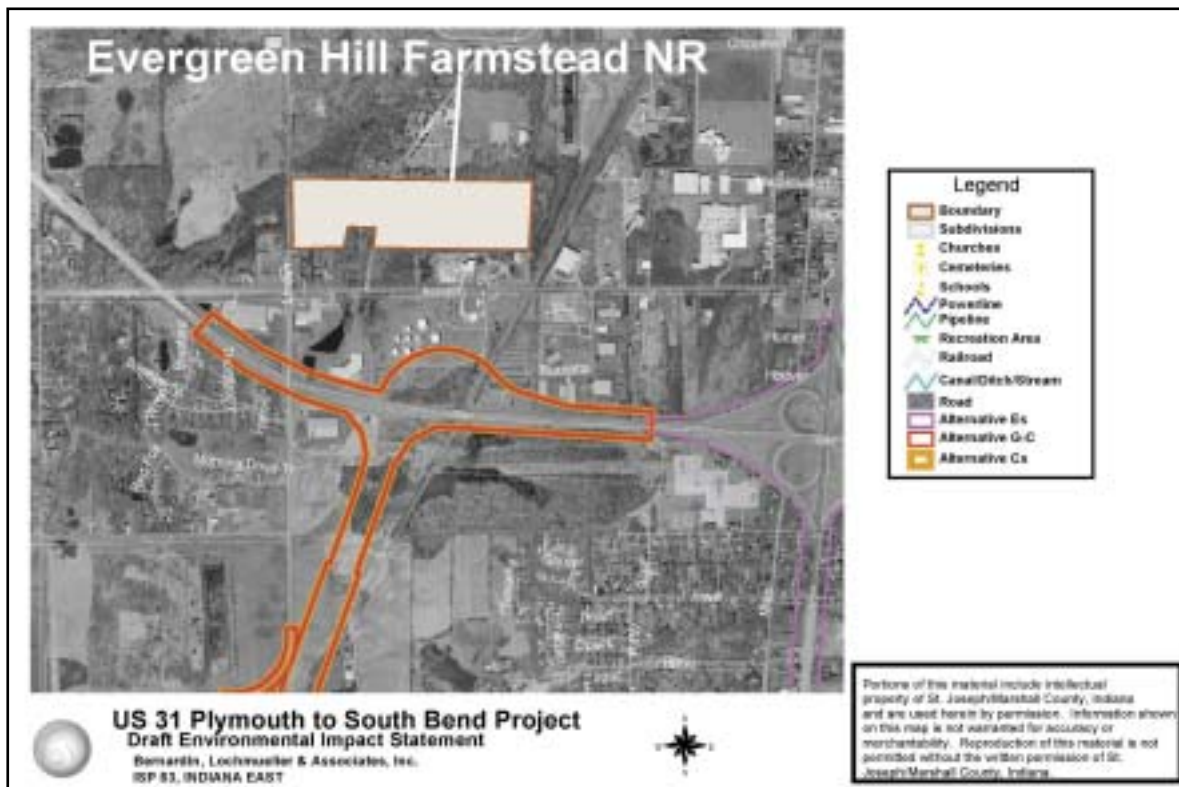 Evergreen Hill Farmstead NR
Legend
Boundary
Subdivisions
Churches
Cemeteries
Schools
Powerline
Pipeline
Recreation Area
Railroad
Canal/Ditch/Stream
Road
Alternative Es
Alternative G-C
Alternative Cs
Hoover
US 31 Plymouth to South Bend Project
Draft Environmental Impact Statement
Bernardin, Lochmueller & Associates, Inc.
ISP 83, INDIANA EAST
Portions of this material include intellectual
property of St. Joseph/Marshall County, Indiana
and are used herein by permission. Information shown
on this map is not warranted for accuracy or
merchantability. Reproduction of this material is not
permitted without the written permission of St.
Joseph/Marshall County, Indiana.